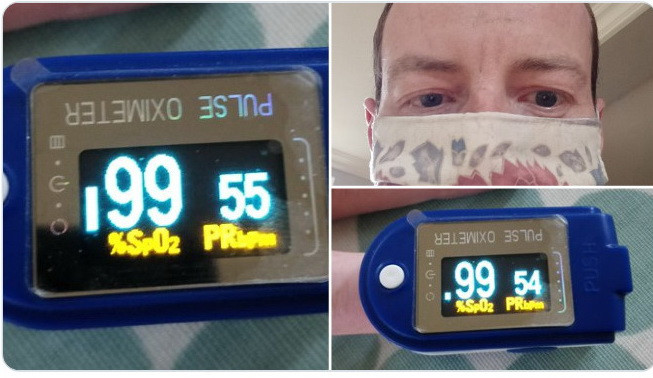 PULSE OXIMETER
99 55
%SpO2 PRbpm
PULSE OXIMETER
PUSH
99 54
%SpO2 PRbpm